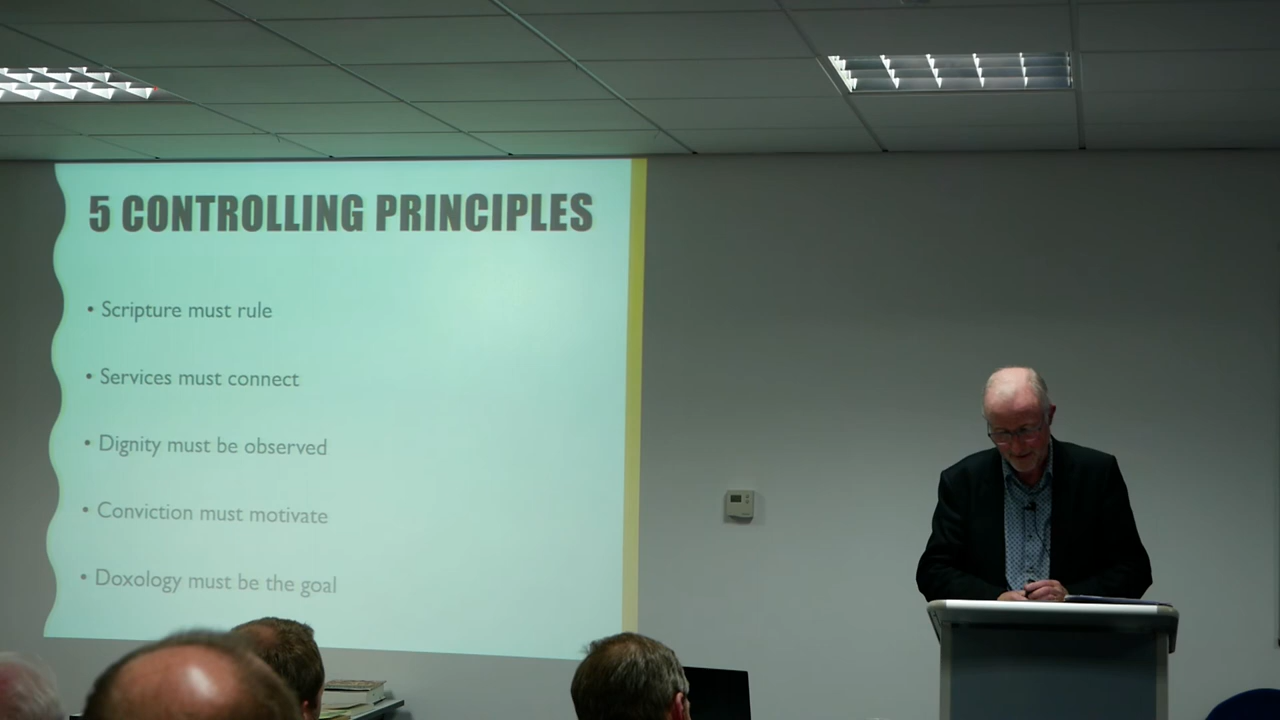 5 CONTROLLING PRINCIPLES
• Scripture must rule
• Services must connect
• Dignity must be observed
• Conviction must motivate
• Doxology must be the goal